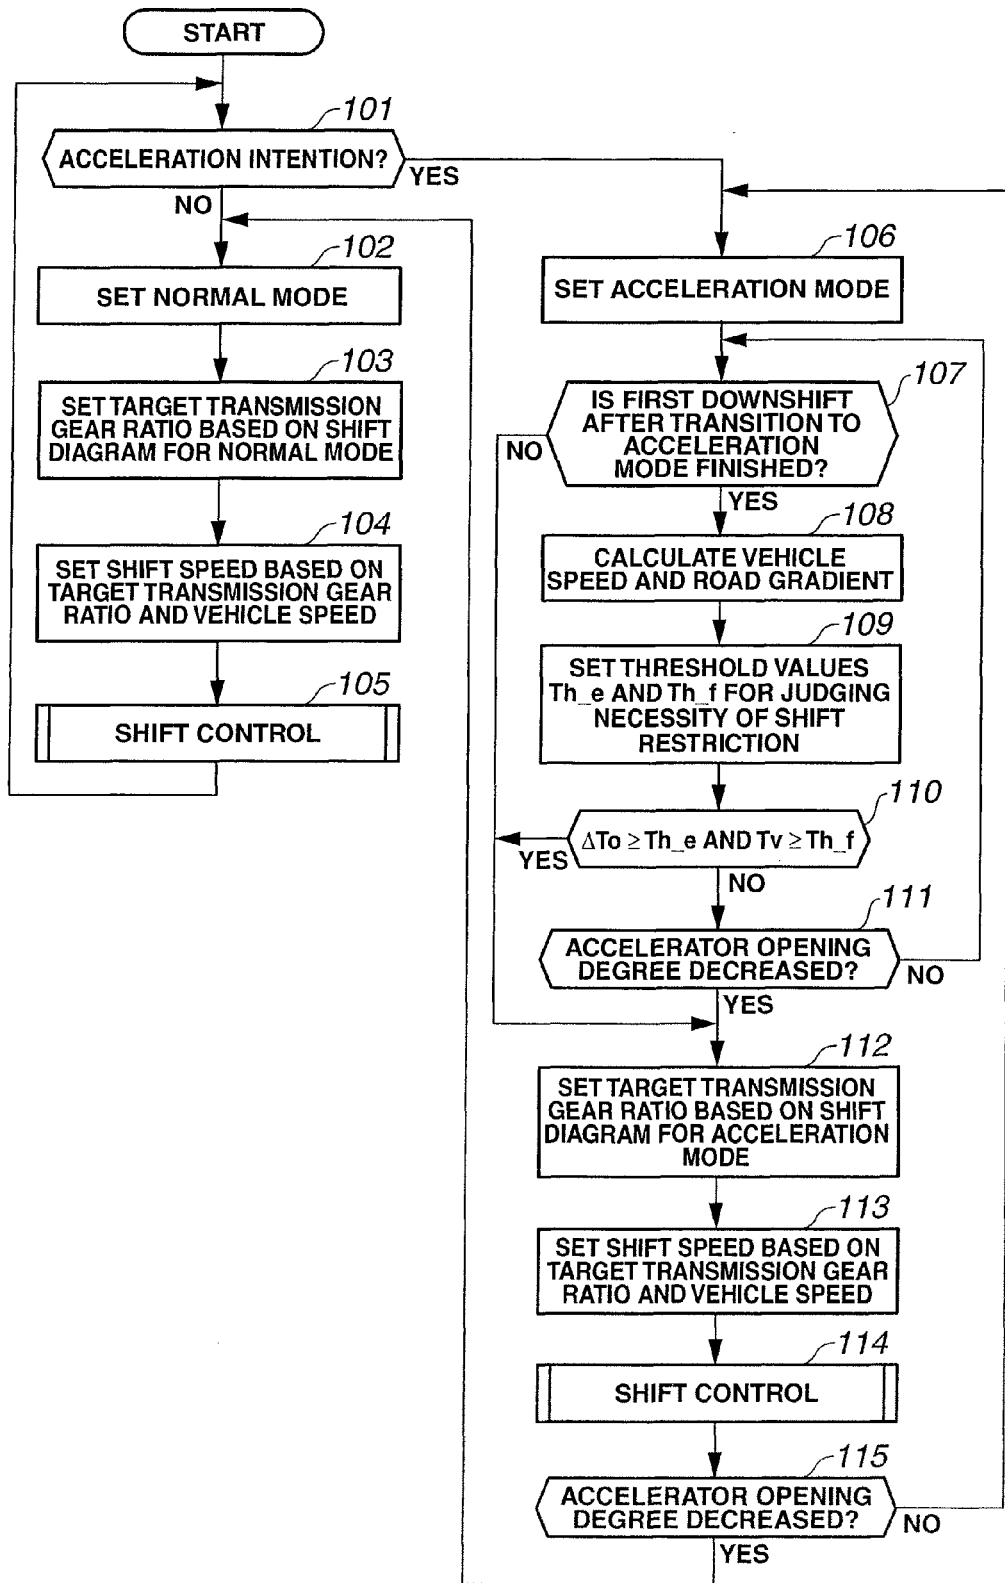 START
101
ACCELERATION INTENTION?
YES
NO
102
SET NORMAL MODE
103
SET TARGET TRANSMISSION
GEAR RATIO BASED ON SHIFT
DIAGRAM FOR NORMAL MODE
104
SET SHIFT SPEED BASED ON
TARGET TRANSMISSION GEAR
RATIO AND VEHICLE SPEED
105
SHIFT CONTROL
106
SET ACCELERATION MODE
107
IS FIRST DOWNSHIFT
AFTER TRANSITION TO
ACCELERATION
MODE FINISHED?
NO
YES
108
CALCULATE VEHICLE
SPEED AND ROAD GRADIENT
109
SET THRESHOLD VALUES
Th_e AND Th_f FOR JUDGING
NECESSITY OF SHIFT
RESTRICTION
110
ΔTo ≥ Th_e AND Tv ≥ Th_f
YES
NO
111
ACCELERATOR OPENING
DEGREE DECREASED?
NO
YES
112
SET TARGET TRANSMISSION
GEAR RATIO BASED ON SHIFT
DIAGRAM FOR ACCELERATION
MODE
113
SET SHIFT SPEED BASED ON
TARGET TRANSMISSION GEAR
RATIO AND VEHICLE SPEED
114
SHIFT CONTROL
115
ACCELERATOR OPENING
DEGREE DECREASED?
NO
YES